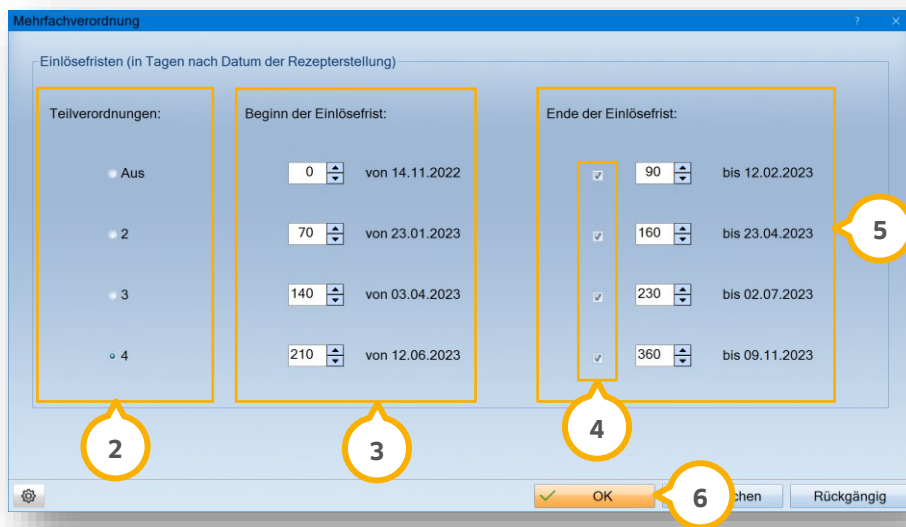 Mehrfachverordnung
Einlösefristen (in Tagen nach Datum der Rezepterstellung)
Teilverordnungen: Beginn der Einlösefrist: Ende der Einlösefrist:
Aus 0 von 14.11.2022 90 bis 12.02.2023
2 70 von 23.01.2023 160 bis 23.04.2023
5
3 140 von 03.04.2023 230 bis 02.07.2023
4 210 von 12.06.2023 360 bis 09.11.2023
2 3 4
OK 6 chen Rückgängig